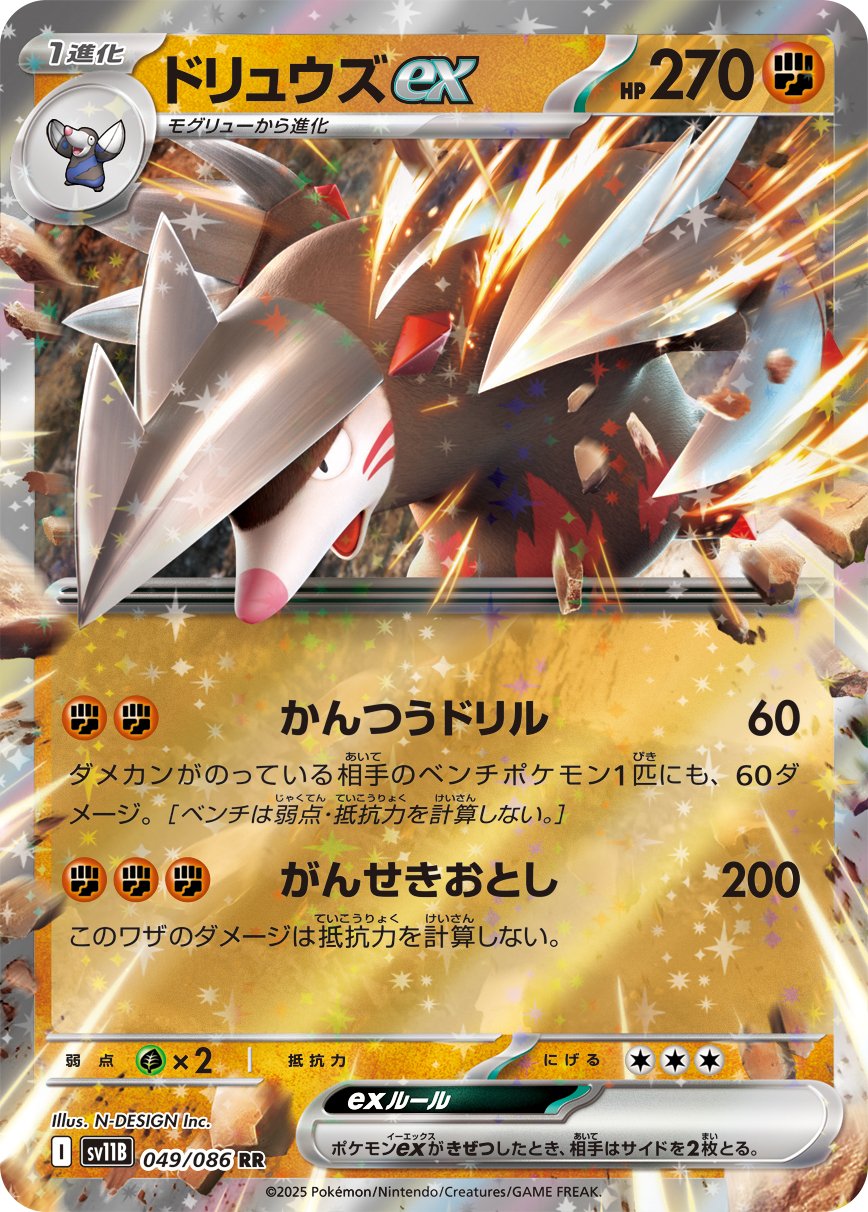 1進化
ドリュウズex
HP 270
モグリューから進化
かんつうドリル 60
ダメカンがのっている相手のベンチポケモン1匹にも、60ダ
メージ。[ベンチは弱点・抵抗力を計算しない。]
がんせきおとし 200
このワザのダメージは抵抗力を計算しない。
弱点 ×2 抵抗力 にげる
exルール
ポケモンexがきぜつしたとき、相手はサイドを2枚とる。
Illus. N-DESIGN Inc.
I sv11B 049/086 RR
©2025 Pokémon/Nintendo/Creatures/GAME FREAK.